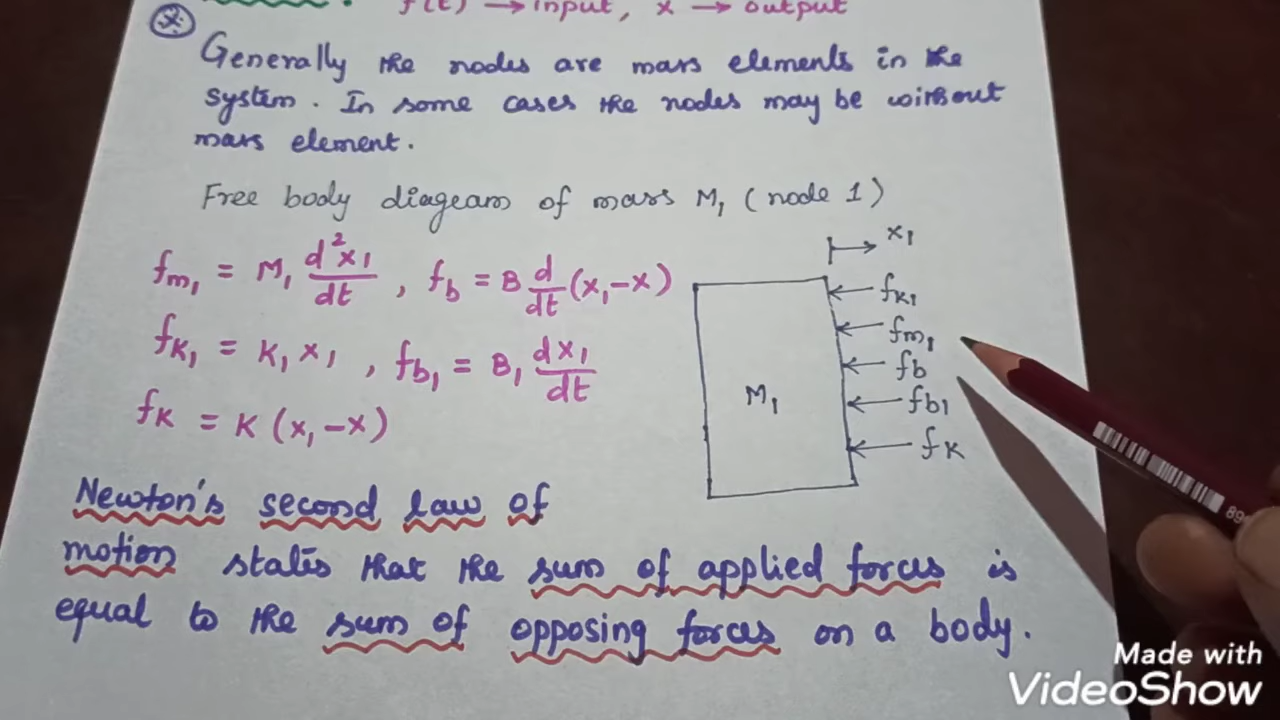 f(t) → input, x → output
* Generally the nodes are mass elements in the
system. In some cases the nodes may be without
mass element.
Free body diagram of mass M₁ (node 1)
fm₁ = M₁ d²x₁/dt, fb = B d/dt (x₁-x)
fK₁ = K₁ x₁, fb₁ = B₁ dx₁/dt
fK = K (x₁-x)
x₁
fK₁
fm₁
fb
fb1
fK
M₁
Newton's second law of
motion states that the sum of applied forces is
equal to the sum of opposing forces on a body.
89
Made with
VideoShow